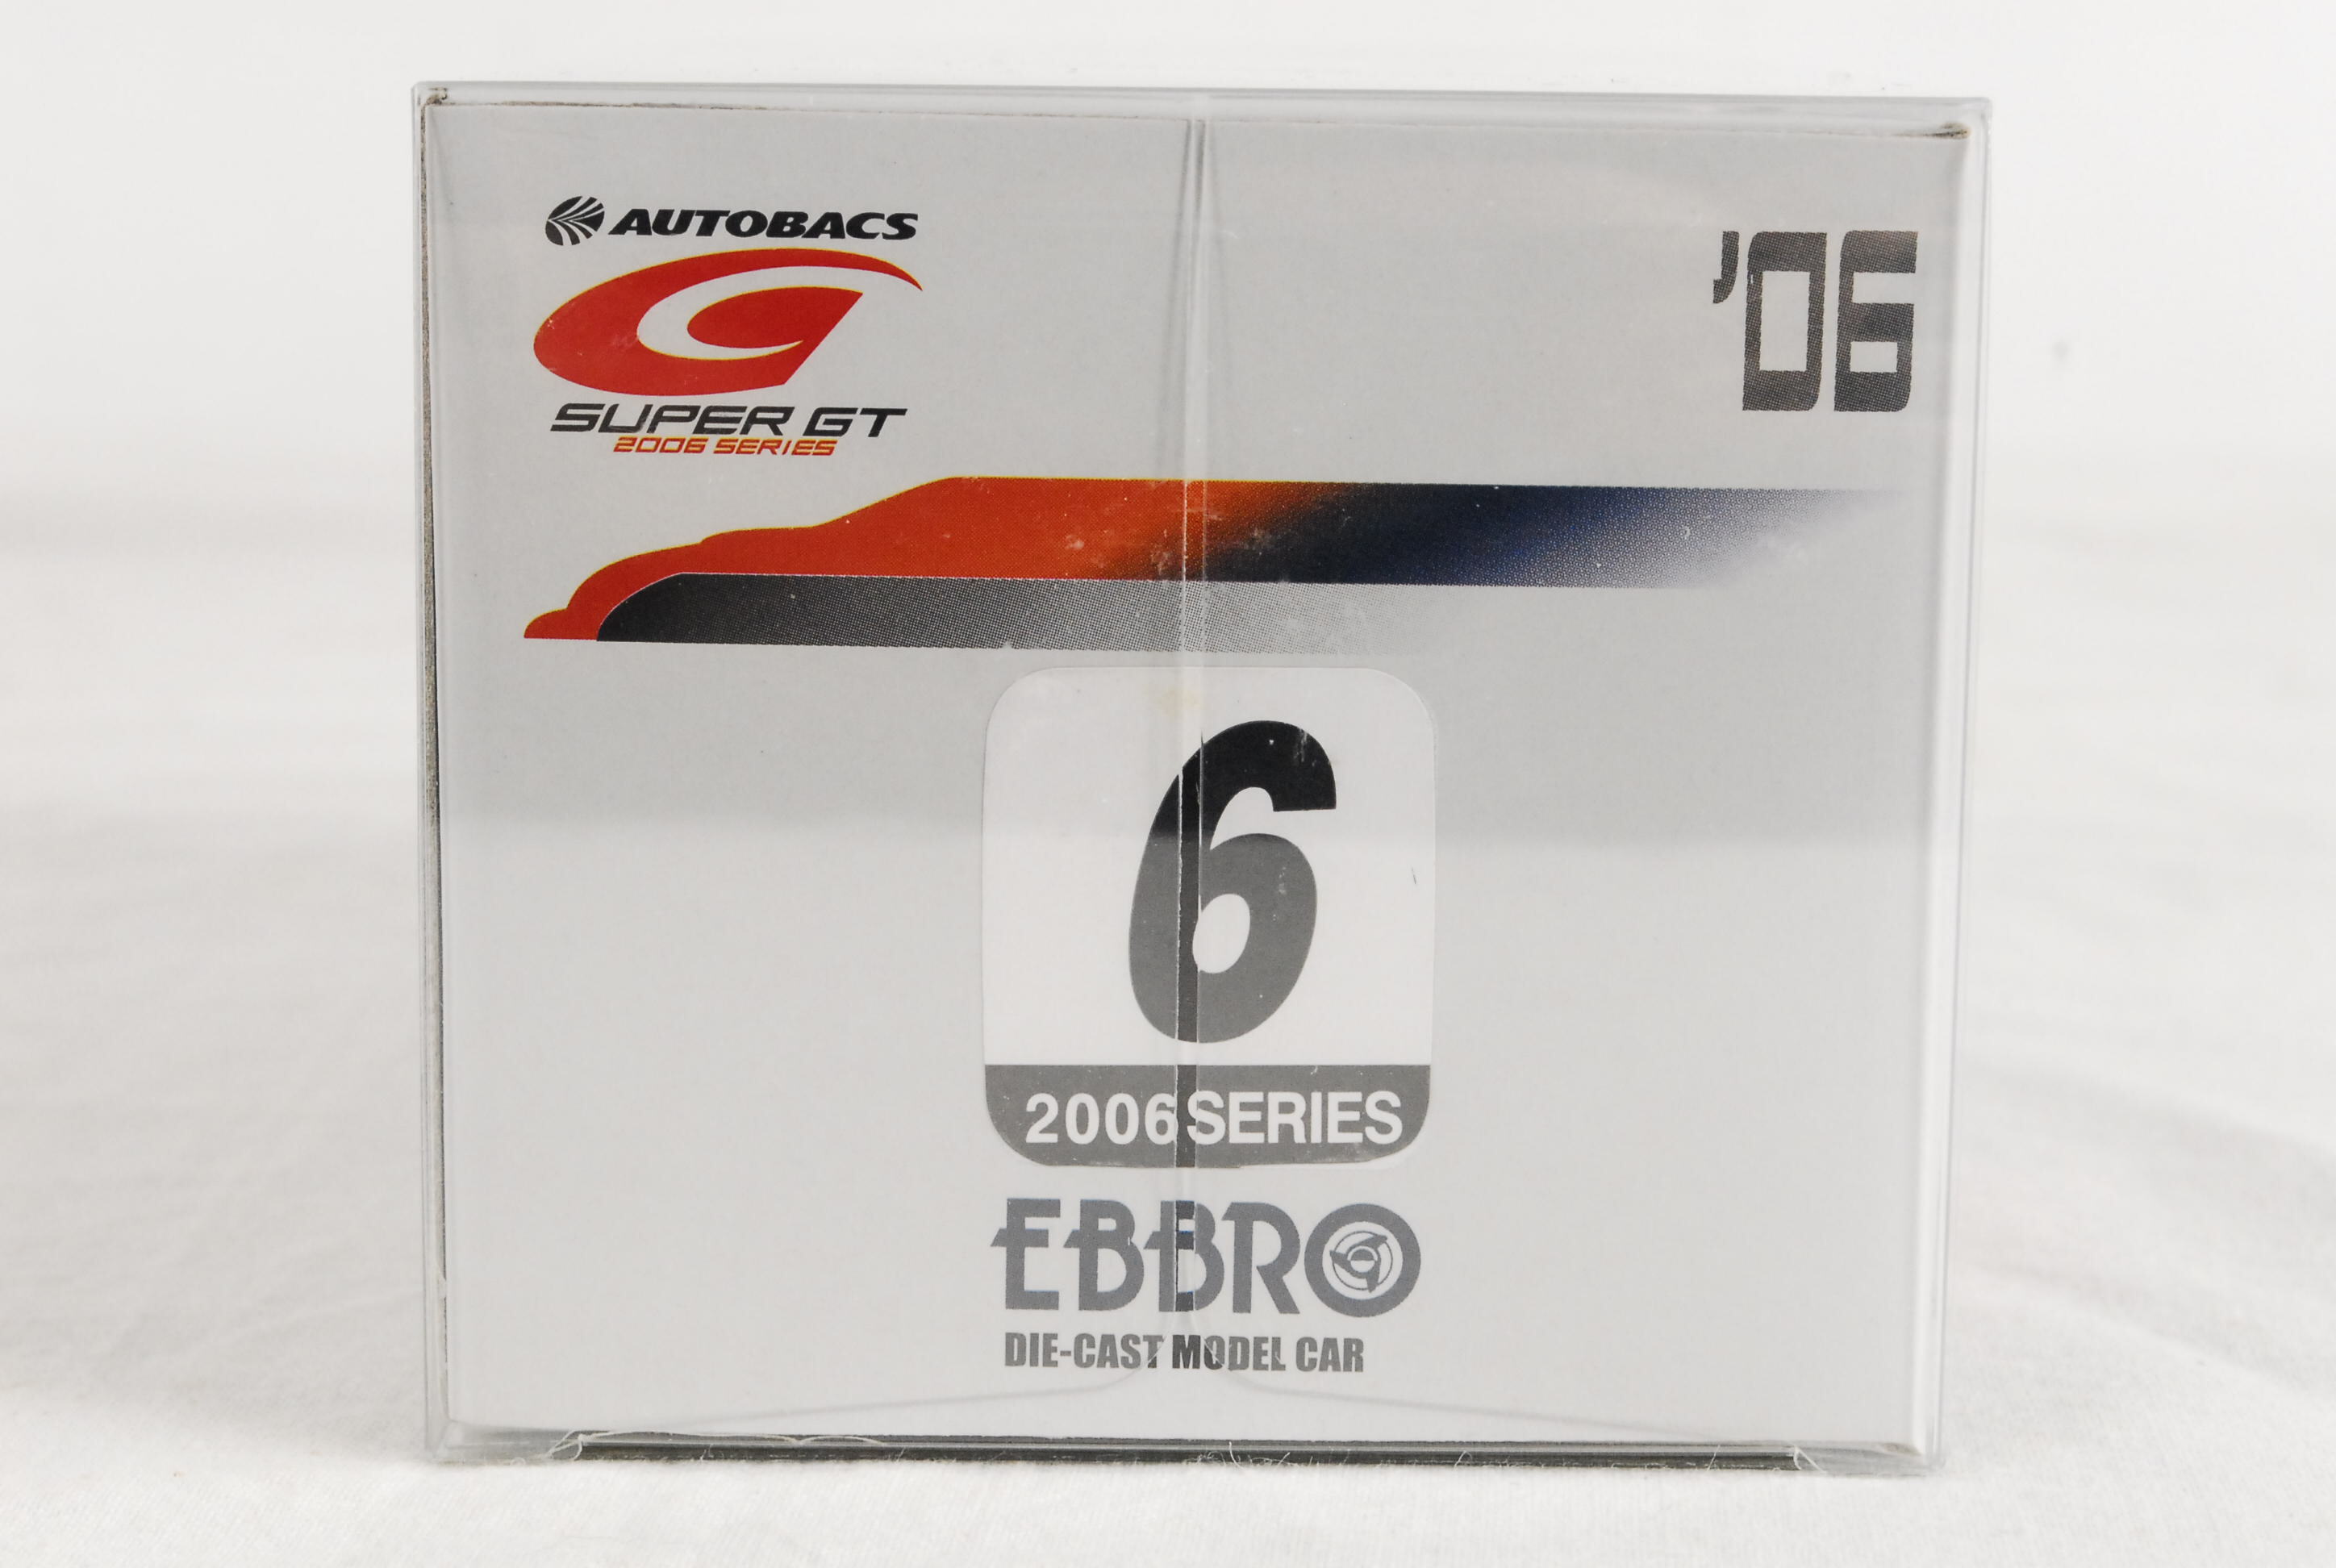 AUTOBACS
SUPER GT
2006 SERIES
'06
6
2006 SERIES
EBBRO
DIE-CAST MODEL CAR